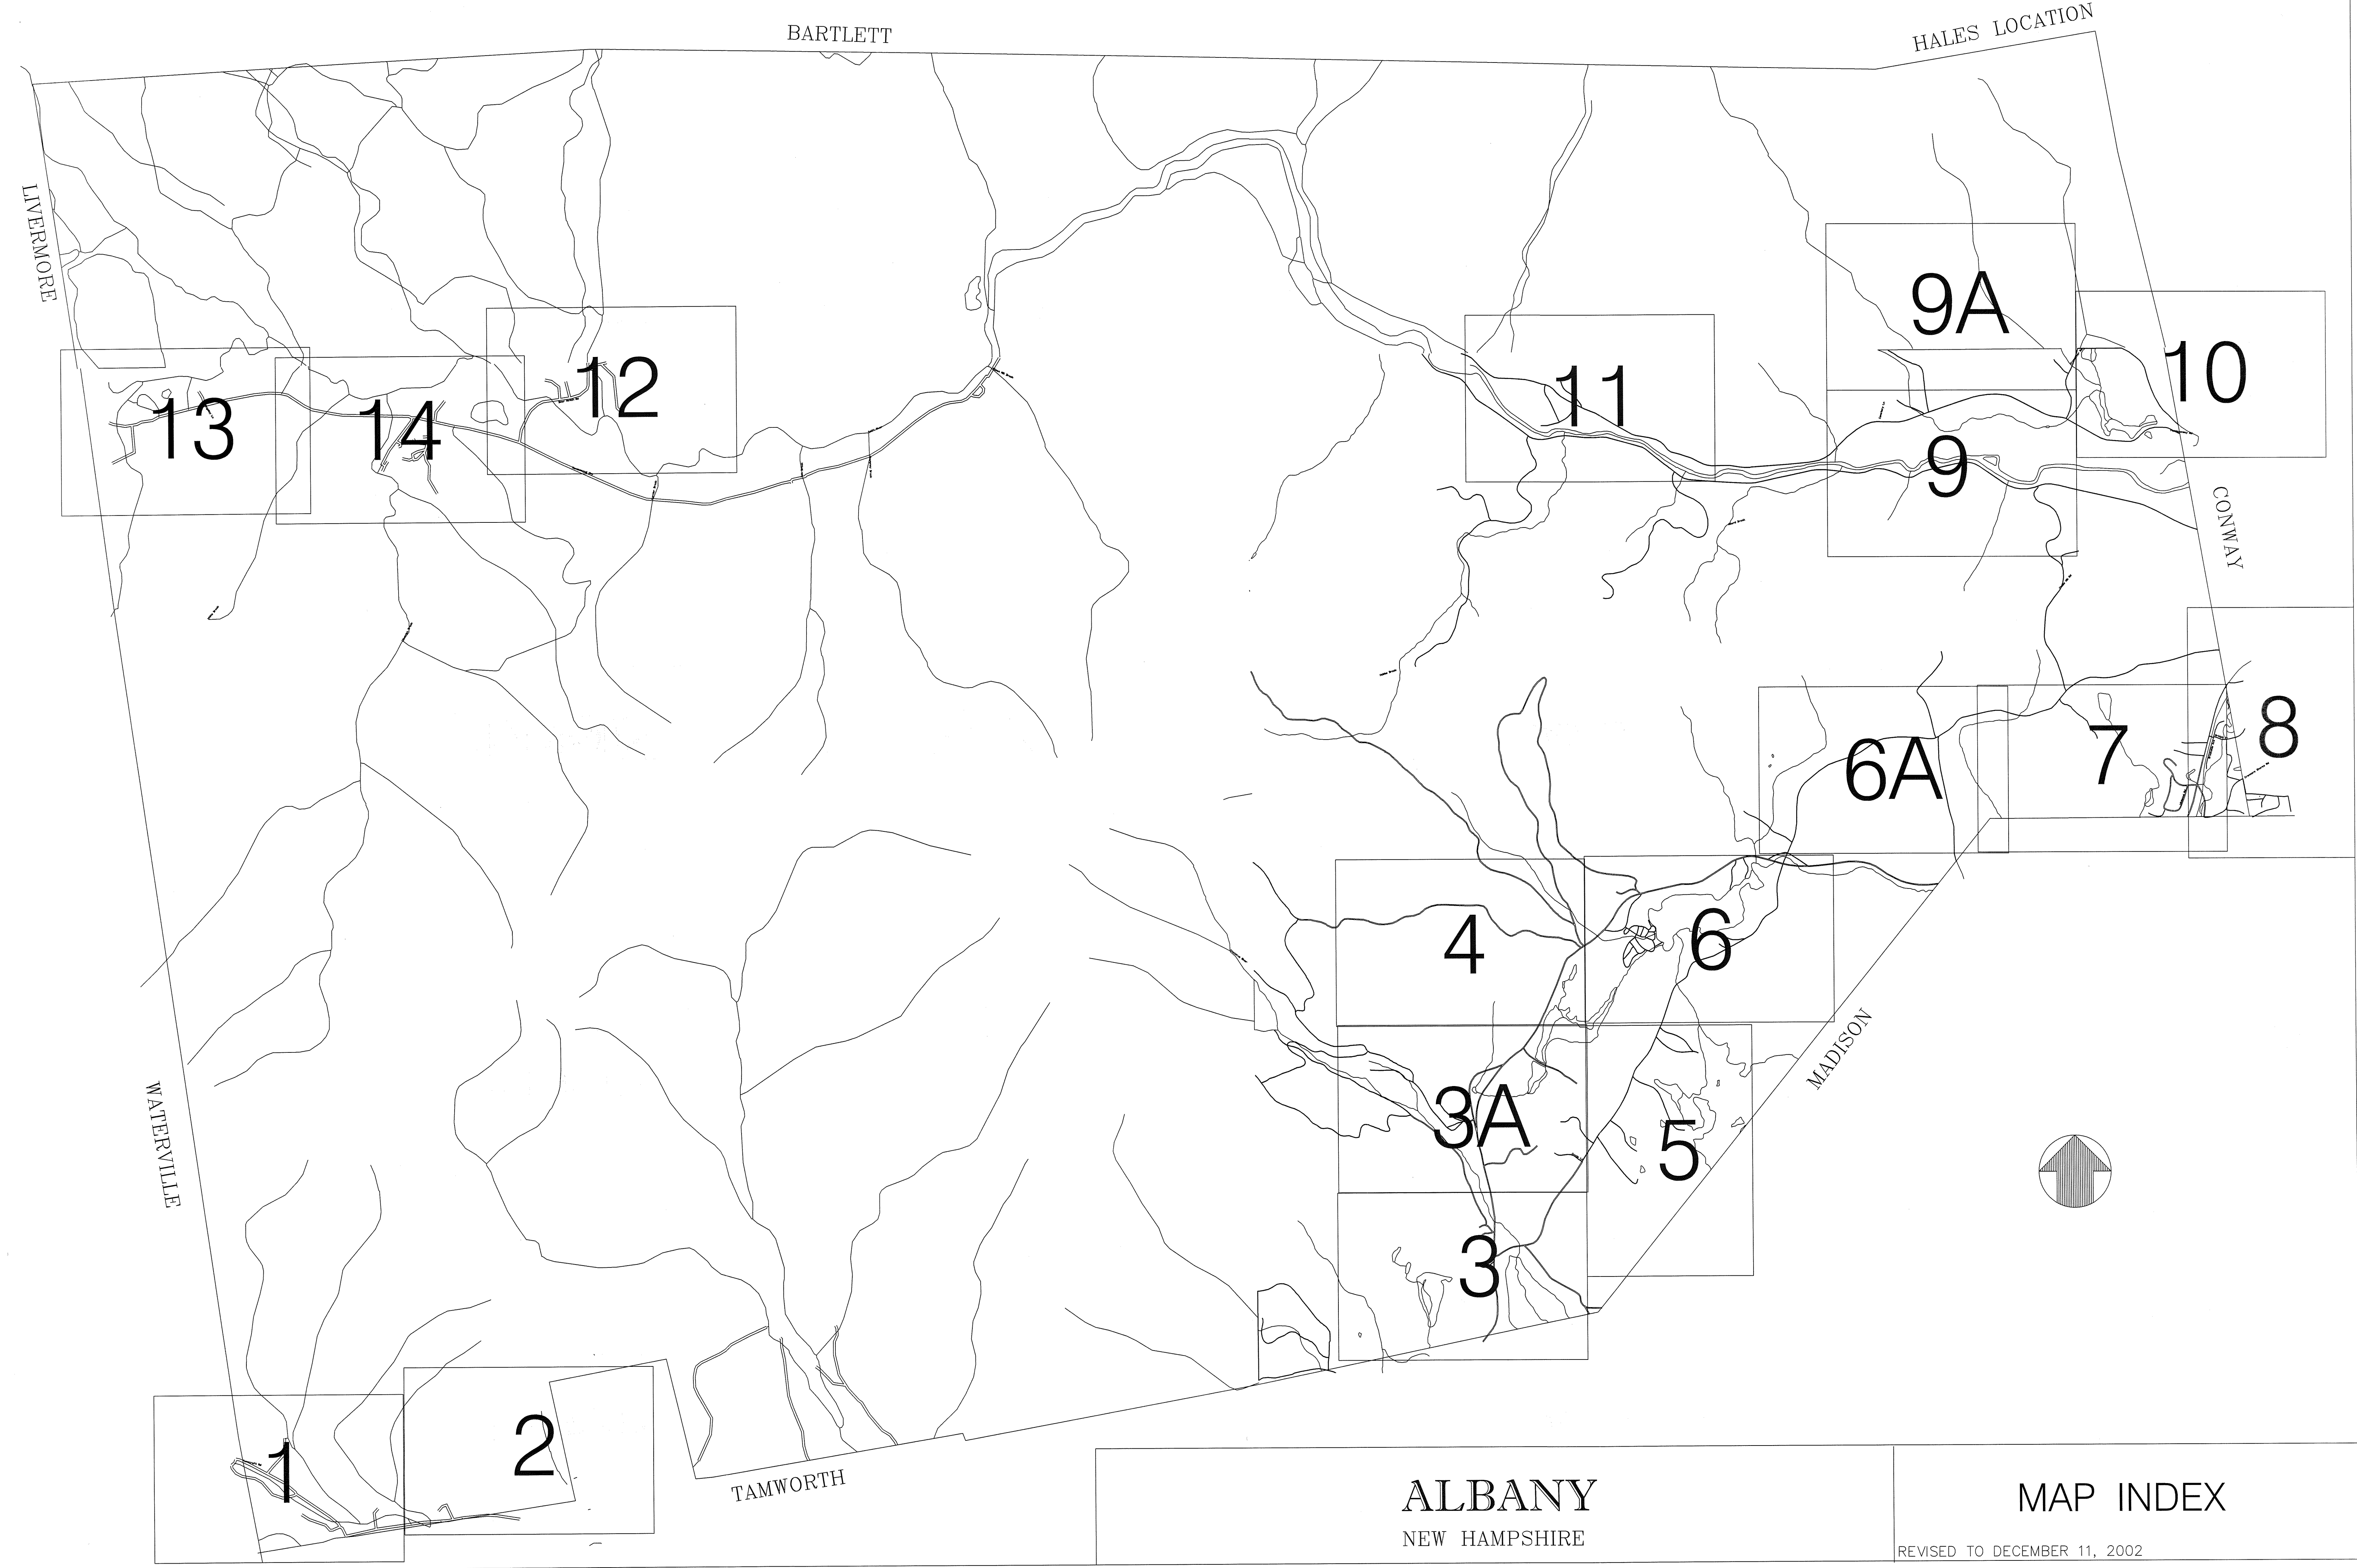 BARTLETT
HALES LOCATION
LIVERMORE
9A
10
12
11
13
14
9
CONWAY
8
7
6A
4
6
MADISON
3A
5
WATERVILLE
3
2
1
TAMWORTH
ALBANY
NEW HAMPSHIRE
MAP INDEX
REVISED TO DECEMBER 11, 2002